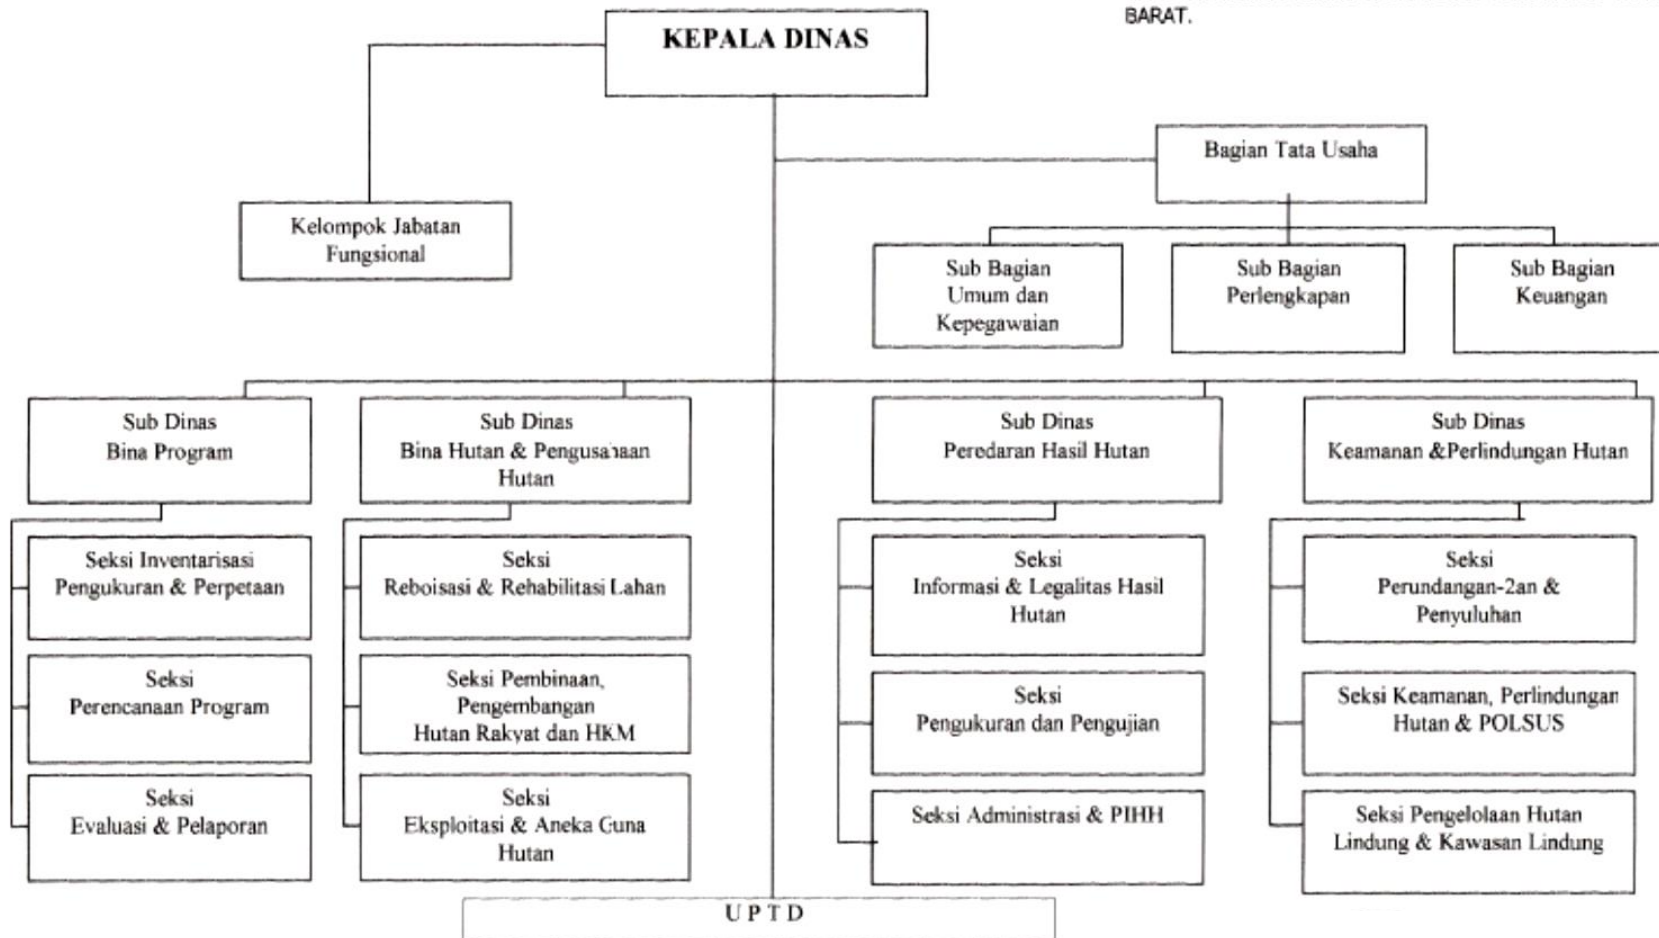 BARAT.
KEPALA DINAS
Bagian Tata Usaha
Kelompok Jabatan
Fungsional
Sub Bagian
Umum dan
Kepegawaian
Sub Bagian
Perlengkapan
Sub Bagian
Keuangan
Sub Dinas
Bina Program
Sub Dinas
Bina Hutan & Pengusahaan
Hutan
Sub Dinas
Peredaran Hasil Hutan
Sub Dinas
Keamanan &Perlindungan Hutan
Seksi Inventarisasi
Pengukuran & Perpetaan
Seksi
Perencanaan Program
Seksi
Evaluasi & Pelaporan
Seksi
Reboisasi & Rehabilitasi Lahan
Seksi Pembinaan,
Pengembangan
Hutan Rakyat dan HKM
Seksi
Eksploitasi & Aneka Guna
Hutan
Seksi
Informasi & Legalitas Hasil
Hutan
Seksi
Pengukuran dan Pengujian
Seksi Administrasi & PIHH
Seksi
Perundangan-2an &
Penyuluhan
Seksi Keamanan, Perlindungan
Hutan & POLSUS
Seksi Pengelolaan Hutan
Lindung & Kawasan Lindung
U P T D